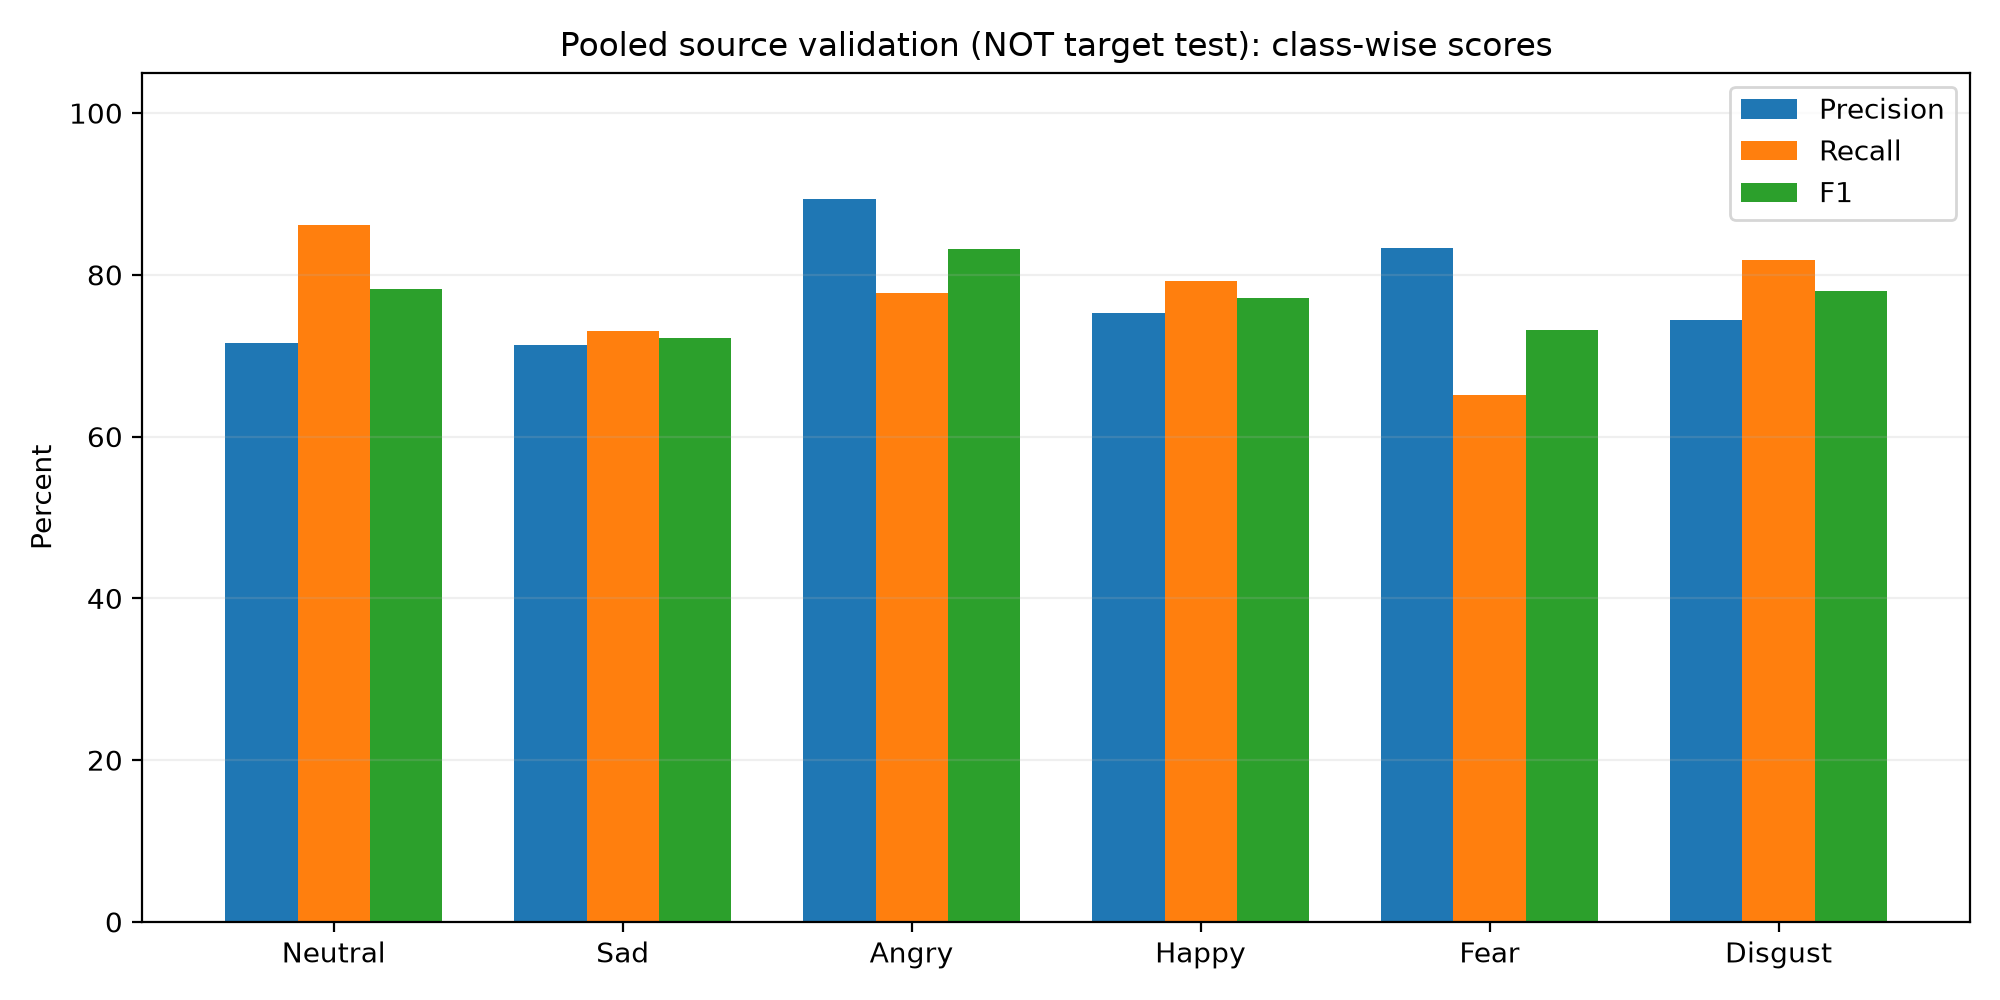 Pooled source validation (NOT target test): class-wise scores
Precision
Recall
F1
Percent
100
80
60
40
20
0
Neutral
Sad
Angry
Happy
Fear
Disgust